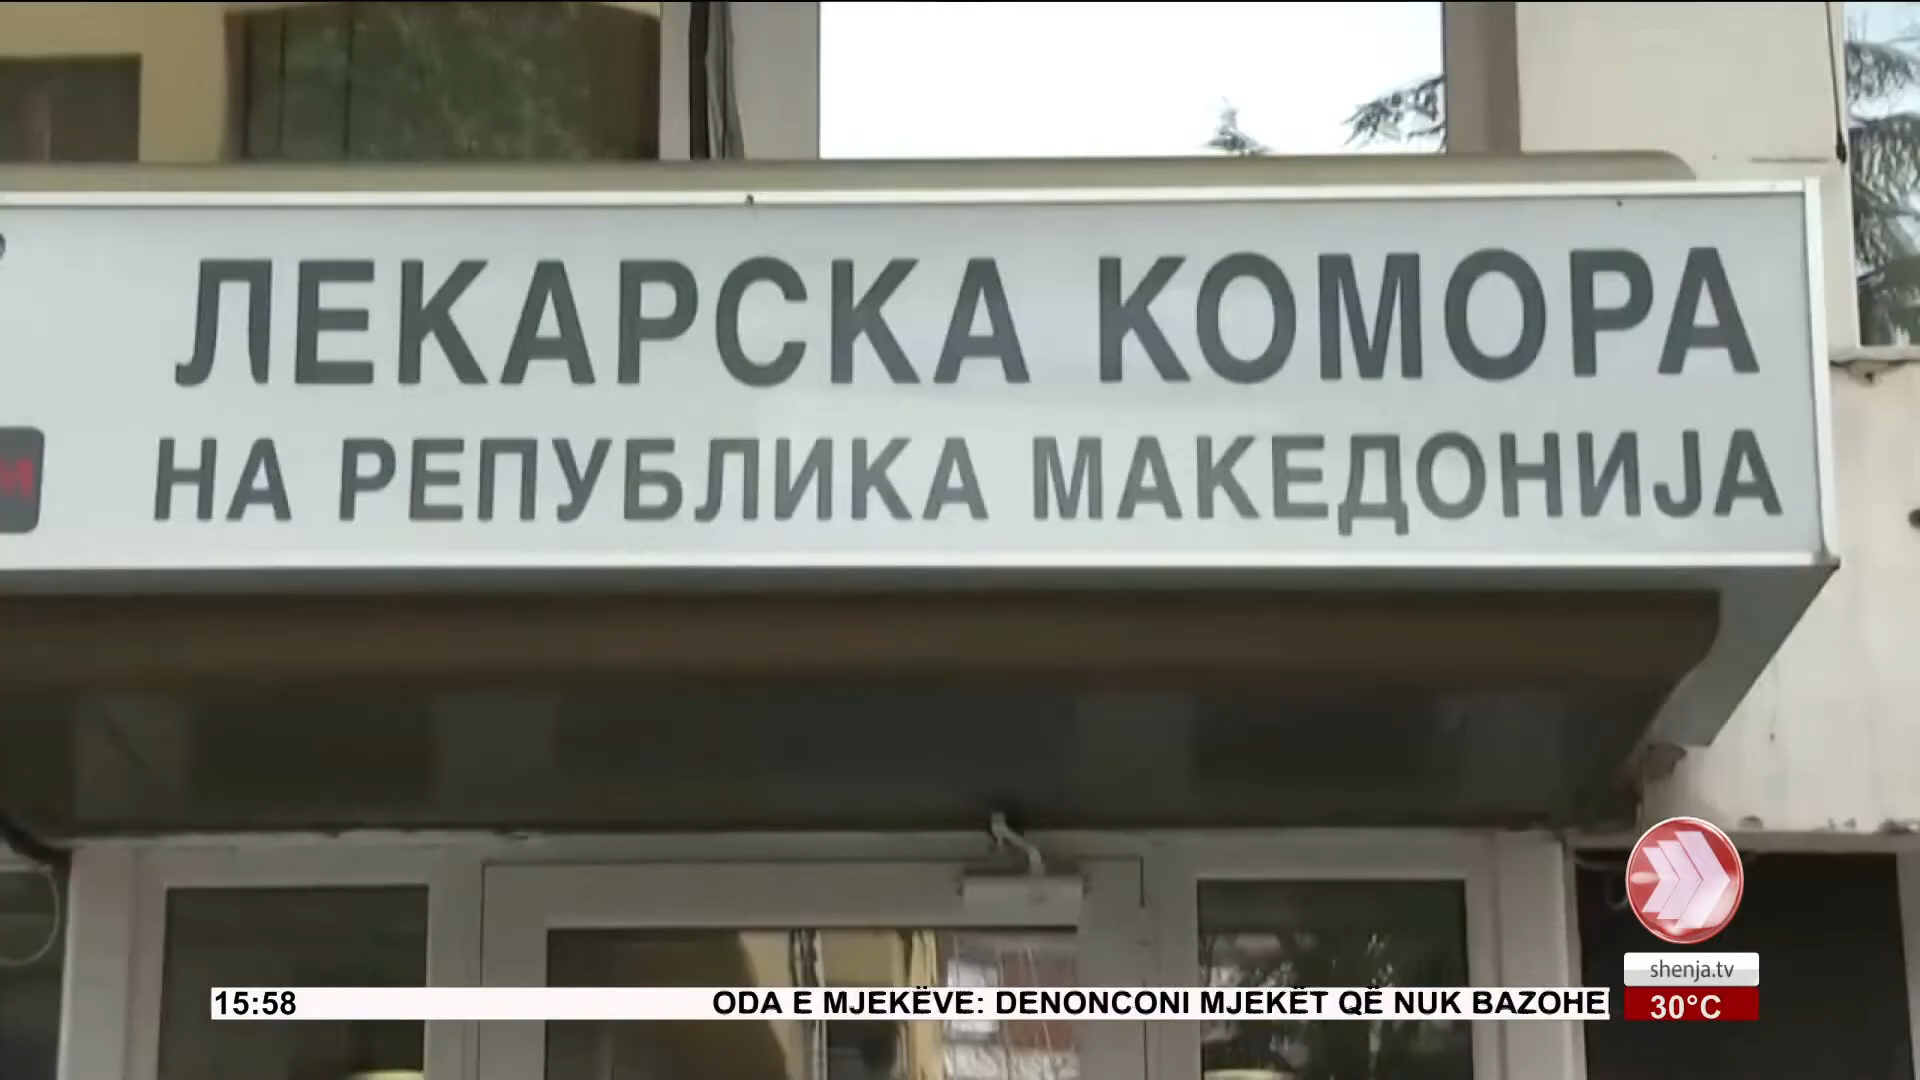 ЛЕКАРСКА КОМОРА
НА РЕПУБЛИКА МАКЕДОНИЈА
shenja.tv
15:58
ODA E MJEKËVE: DENONCONI MJEKËT QË NUK BAZOHE
30°C